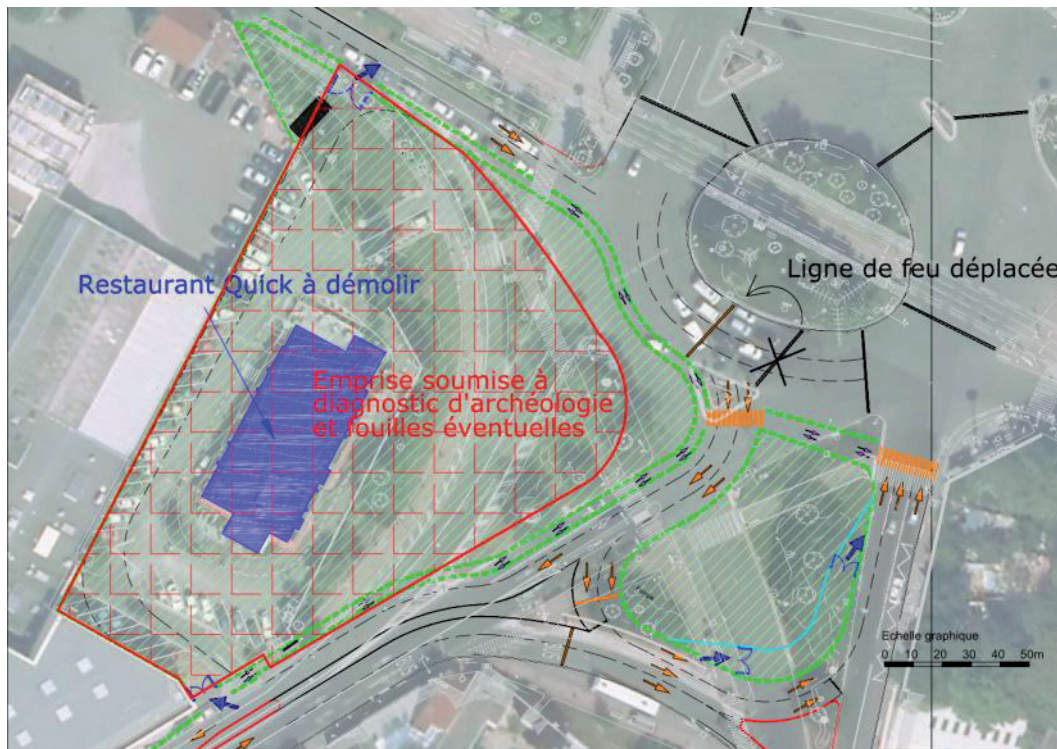 Ligne de feu déplacée
Restaurant Quick à démolir
Emprise soumise à
diagnostic d'archéologie
et fouilles éventuelles
Echelle graphique
0 10 20 30 40 50m